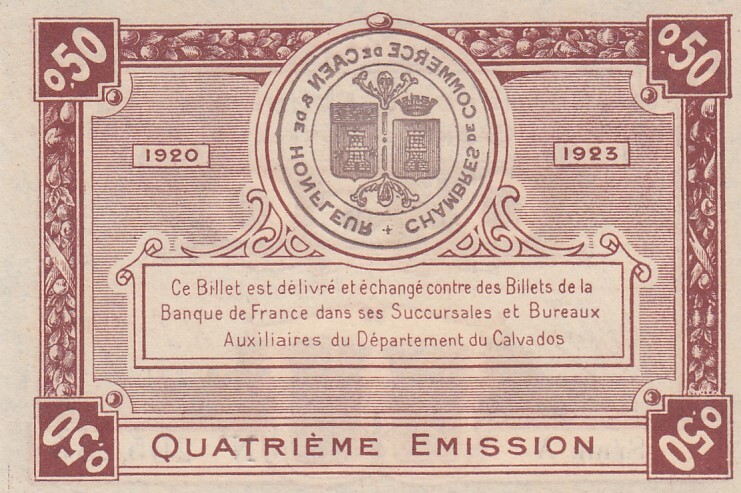 0,50
0,50
CHAMBRES DE COMMERCE DE CAEN & DE HONFLEUR +
1920
1923
Ce Billet est délivré et échangé contre des Billets de la
Banque de France dans ses Succursales et Bureaux
Auxiliaires du Département du Calvados
0,50
QUATRIÈME EMISSION
0,50